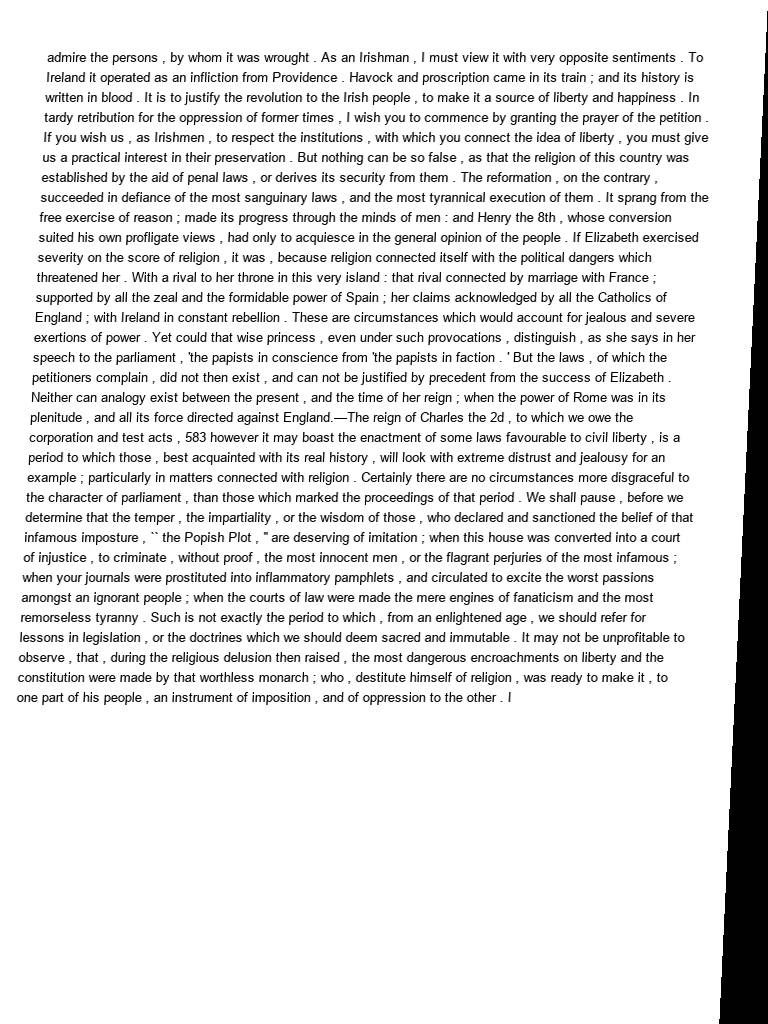 admire the persons , by whom it was wrought . As an Irishman , I must view it with very opposite sentiments . To
Ireland it operated as an infliction from Providence . Havock and proscription came in its train ; and its history is
written in blood . It is to justify the revolution to the Irish people , to make it a source of liberty and happiness . In
tardy retribution for the oppression of former times , I wish you to commence by granting the prayer of the petition .
If you wish us , as Irishmen , to respect the institutions , with which you connect the idea of liberty , you must give
us a practical interest in their preservation . But nothing can be so false , as that the religion of this country was
established by the aid of penal laws , or derives its security from them . The reformation , on the contrary ,
succeeded in defiance of the most sanguinary laws , and the most tyrannical execution of them . It sprang from the
free exercise of reason ; made its progress through the minds of men : and Henry the 8th , whose conversion
suited his own profligate views , had only to acquiesce in the general opinion of the people . If Elizabeth exercised
severity on the score of religion , it was , because religion connected itself with the political dangers which
threatened her . With a rival to her throne in this very island : that rival connected by marriage with France ;
supported by all the zeal and the formidable power of Spain ; her claims acknowledged by all the Catholics of
England ; with Ireland in constant rebellion . These are circumstances which would account for jealous and severe
exertions of power . Yet could that wise princess , even under such provocations , distinguish , as she says in her
speech to the parliament , 'the papists in conscience from 'the papists in faction . ' But the laws , of which the
petitioners complain , did not then exist , and can not be justified by precedent from the success of Elizabeth .
Neither can analogy exist between the present , and the time of her reign ; when the power of Rome was in its
plenitude , and all its force directed against England.—The reign of Charles the 2d , to which we owe the
corporation and test acts , 583 however it may boast the enactment of some laws favourable to civil liberty , is a
period to which those , best acquainted with its real history , will look with extreme distrust and jealousy for an
example ; particularly in matters connected with religion . Certainly there are no circumstances more disgraceful to
the character of parliament , than those which marked the proceedings of that period . We shall pause , before we
determine that the temper , the impartiality , or the wisdom of those , who declared and sanctioned the belief of that
infamous imposture , `` the Popish Plot , '' are deserving of imitation ; when this house was converted into a court
of injustice , to criminate , without proof , the most innocent men , or the flagrant perjuries of the most infamous ;
when your journals were prostituted into inflammatory pamphlets , and circulated to excite the worst passions
amongst an ignorant people ; when the courts of law were made the mere engines of fanaticism and the most
remorseless tyranny . Such is not exactly the period to which , from an enlightened age , we should refer for
lessons in legislation , or the doctrines which we should deem sacred and immutable . It may not be unprofitable to
observe , that , during the religious delusion then raised , the most dangerous encroachments on liberty and the
constitution were made by that worthless monarch ; who , destitute himself of religion , was ready to make it , to
one part of his people , an instrument of imposition , and of oppression to the other . I